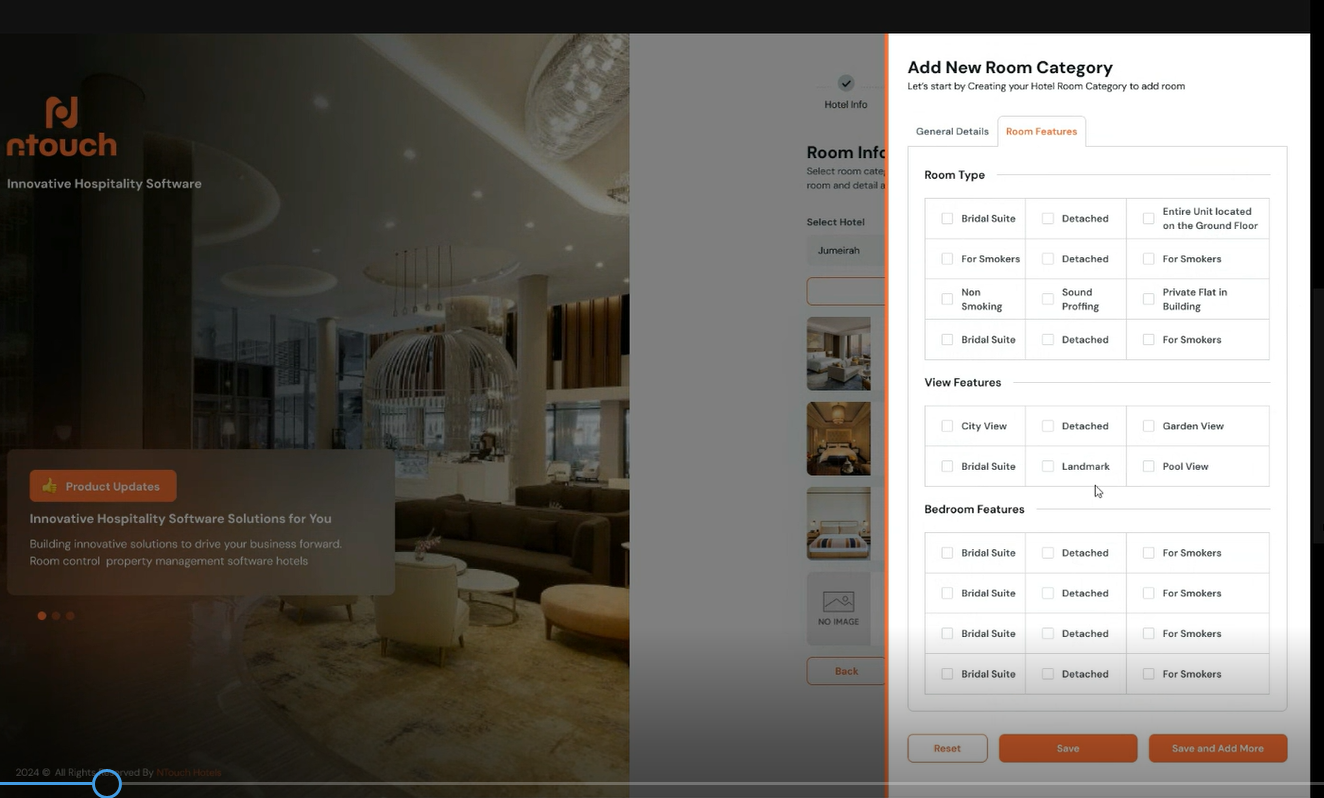 ntouch
Innovative Hospitality Software
👍 Product Updates
Innovative Hospitality Software Solutions for You
Building innovative solutions to drive your business forward.
Room control property management software hotels
2024 © All Rights Reserved By NTouch Hotels
Hotel Info
Room Info
Select room
room and detail
Select Hotel
Jumeirah
NO IMAGE
Back
Add New Room Category
Let's start by Creating your Hotel Room Category to add room
General Details
Room Features
Room Type
Bridal Suite
Detached
Entire Unit located
on the Ground Floor
For Smokers
Detached
For Smokers
Non
Smoking
Sound
Proffing
Private Flat in
Building
Bridal Suite
Detached
For Smokers
View Features
City View
Detached
Garden View
Bridal Suite
Landmark
Pool View
Bedroom Features
Bridal Suite
Detached
For Smokers
Bridal Suite
Detached
For Smokers
Bridal Suite
Detached
For Smokers
Bridal Suite
Detached
For Smokers
Reset
Save
Save and Add More